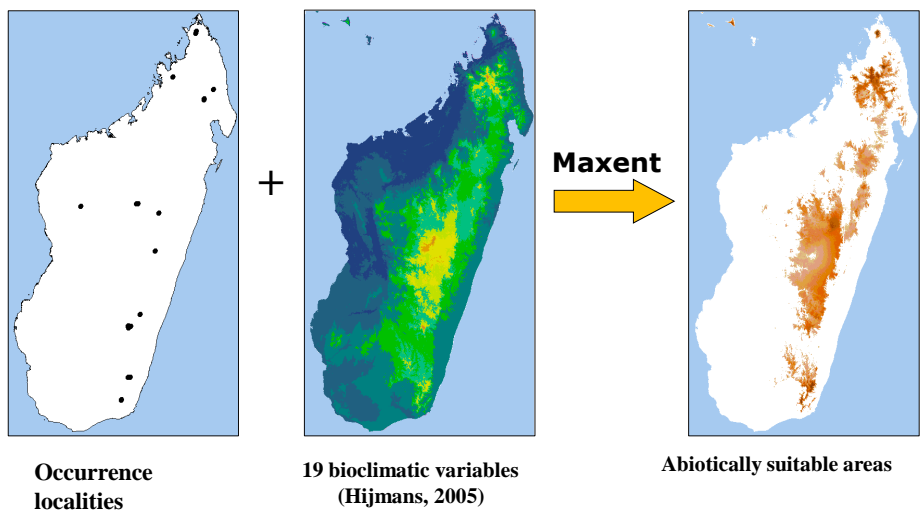 +
Maxent
Occurrence
localities
19 bioclimatic variables
(Hijmans, 2005)
Abiotically suitable areas